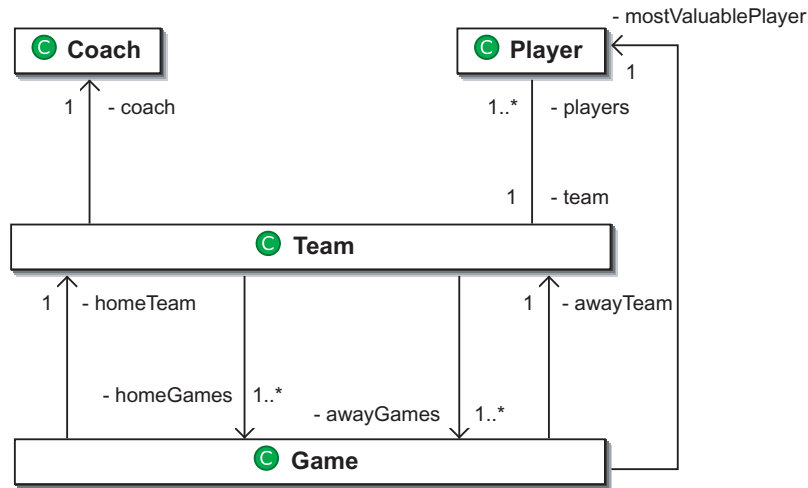 - mostValuablePlayer
C Coach
C Player
1
1 - coach
1..* - players
1 - team
C Team
1 - homeTeam
1 - awayTeam
- homeGames 1..*
- awayGames 1..*
C Game